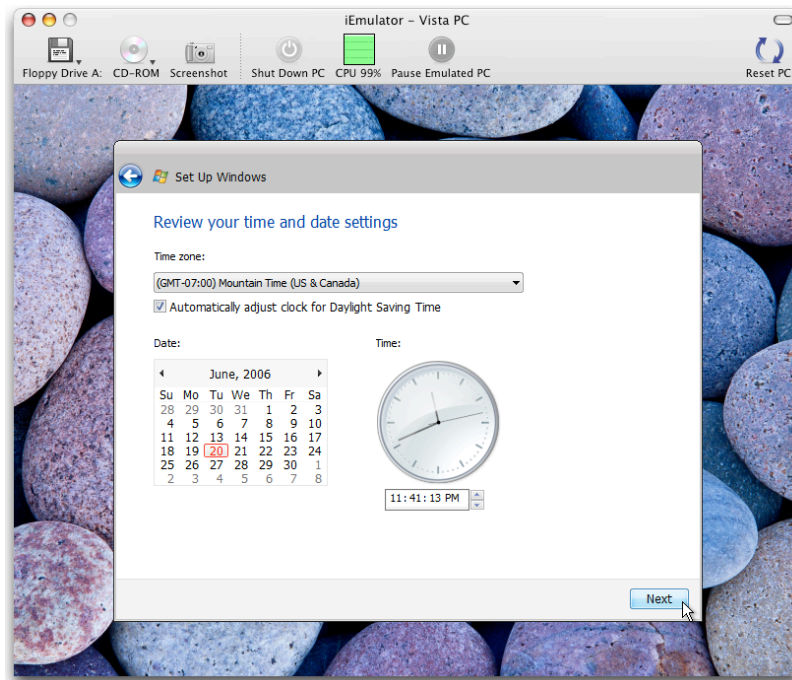 iEmulator – Vista PC
Floppy Drive A: CD-ROM Screenshot Shut Down PC CPU 99% Pause Emulated PC Reset PC
Set Up Windows
Review your time and date settings
Time zone:
(GMT-07:00) Mountain Time (US & Canada)
Automatically adjust clock for Daylight Saving Time
Date: Time:
June, 2006
Su Mo Tu We Th Fr Sa
28 29 30 31 1 2 3
4 5 6 7 8 9 10
11 12 13 14 15 16 17
18 19 20 21 22 23 24
25 26 27 28 29 30 1
2 3 4 5 6 7 8
11:41:13 PM
Next